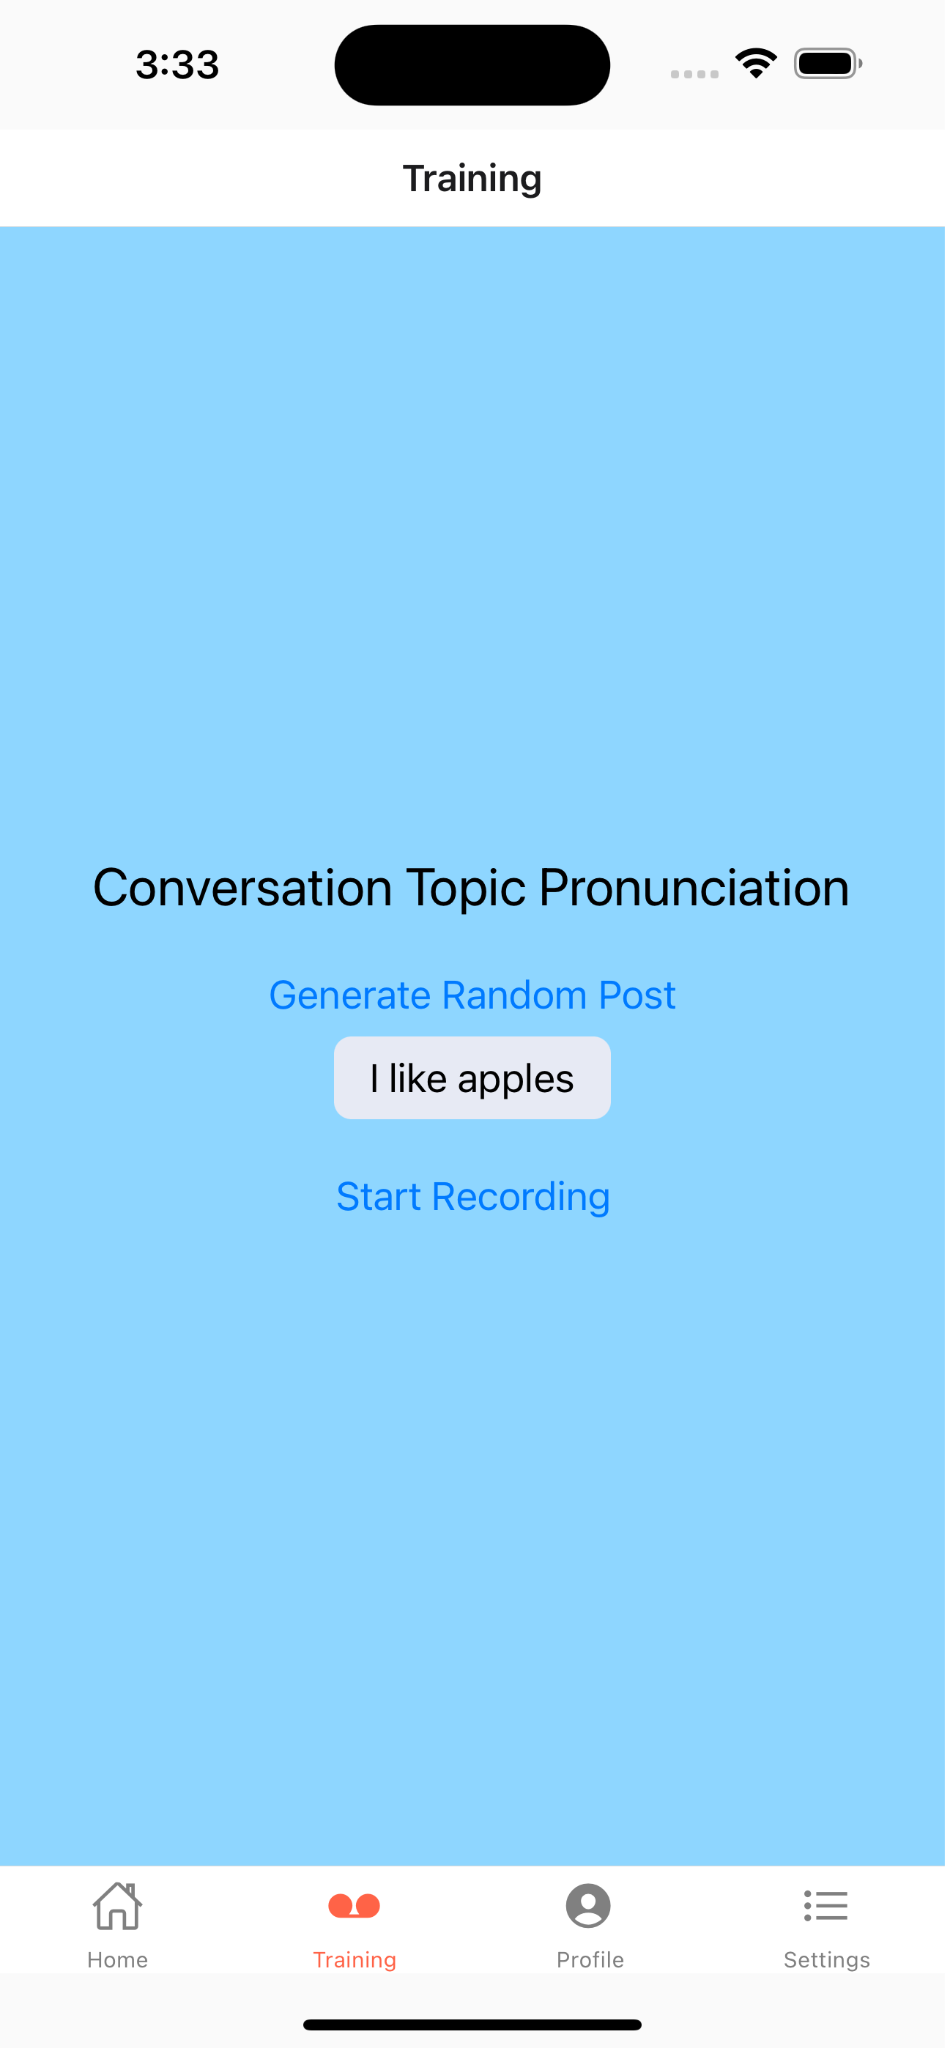 3:33
Training
Conversation Topic Pronunciation
Generate Random Post
I like apples
Start Recording
Home
Training
Profile
Settings